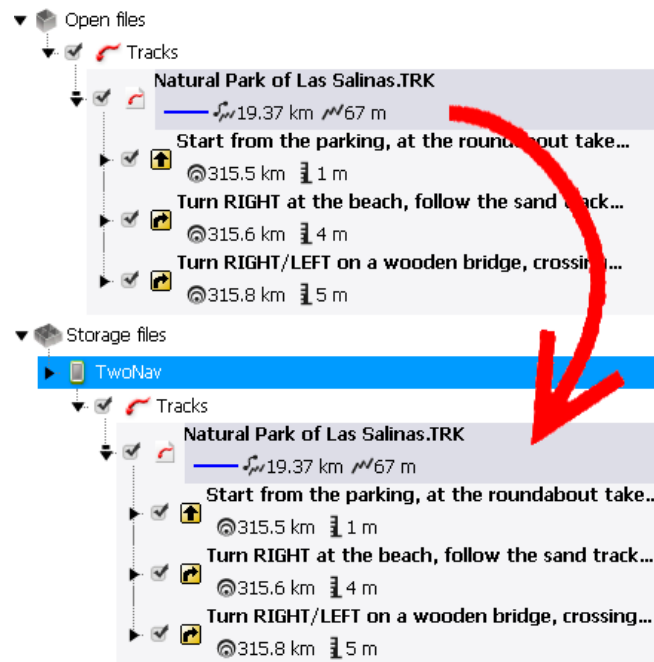 Open files
Tracks
Natural Park of Las Salinas.TRK
19.37 km 67 m
Start from the parking, at the roundabout take...
315.5 km 1 m
Turn RIGHT at the beach, follow the sand track...
315.6 km 4 m
Turn RIGHT/LEFT on a wooden bridge, crossing...
315.8 km 5 m
Storage files
TwoNav
Tracks
Natural Park of Las Salinas.TRK
19.37 km 67 m
Start from the parking, at the roundabout take..
315.5 km 1 m
Turn RIGHT at the beach, follow the sand track...
315.6 km 4 m
Turn RIGHT/LEFT on a wooden bridge, crossing...
315.8 km 5 m